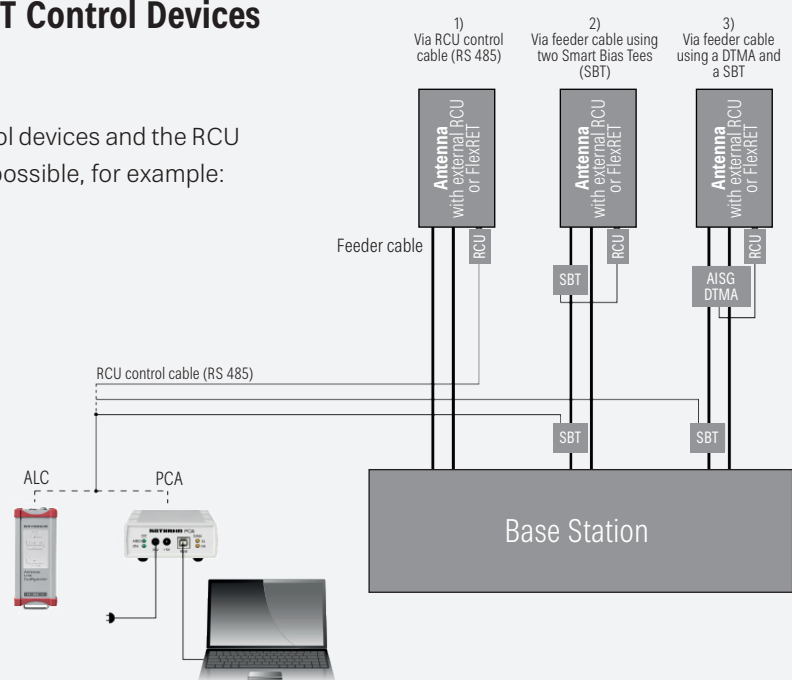 T Control Devices
ol devices and the RCU
possible, for example:
1)
Via RCU control
cable (RS 485)
2)
Via feeder cable using
two Smart Bias Tees
(SBT)
3)
Via feeder cable
using a DTMA and
a SBT
Antenna
with external RCU
or FlexRET
Antenna
with external RCU
or FlexRET
Antenna
with external RCU
or FlexRET
Feeder cable
RCU
RCU
RCU
SBT
AISG
DTMA
RCU control cable (RS 485)
SBT
SBT
ALC
PCA
Base Station
KATHREIN PCA